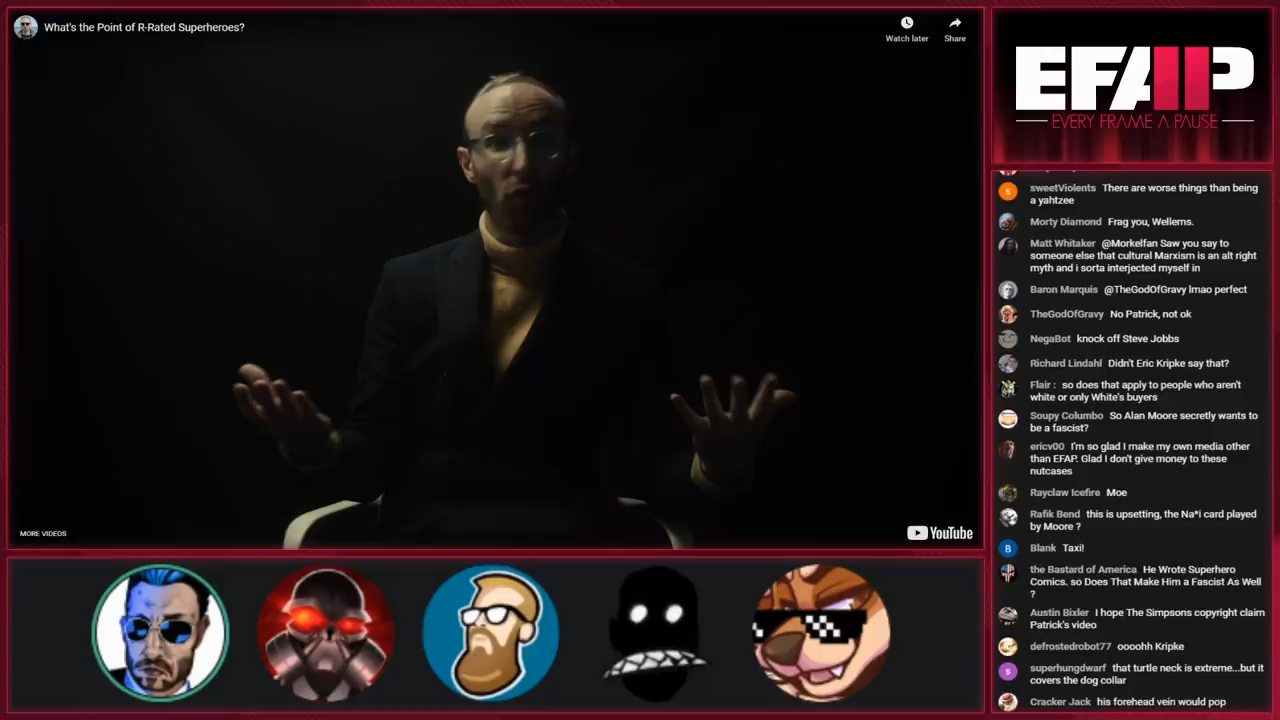 What's the Point of R-Rated Superheroes?
Watch later
Share
MORE VIDEOS
YouTube
EFAP
EVERY FRAME A PAUSE
sweetViolents There are worse things than being
a yahtzee
Morty Diamond Frag you, Wellems.
Matt Whitaker @Morkelfan Saw you say to
someone else that cultural Marxism is an alt right
myth and i sorta interjected myself in
Baron Marquis @TheGodOfGravy lmao perfect
TheGodOfGravy No Patrick, not ok
NegaBot knock off Steve Jobbs
Richard Lindahl Didn't Eric Kripke say that?
Flair : so does that apply to people who aren't
white or only White's buyers
Soupy Columbo So Alan Moore secretly wants to
be a fascist?
ericv00 I'm so glad I make my own media other
than EFAP. Glad I don't give money to these
nutcases
Rayclaw Icefire Moe
Rafik Bend this is upsetting, the Na*i card played
by Moore ?
B
Blank Taxi!
the Bastard of America He Wrote Superhero
Comics. so Does That Make Him a Fascist As Well
?
Austin Bixler I hope The Simpsons copyright claim
Patrick's video
defrostedrobot77 oooohh Kripke
s
superhungdwarf that turtle neck is extreme...but it
covers the dog collar
Cracker Jack his forehead vein would pop